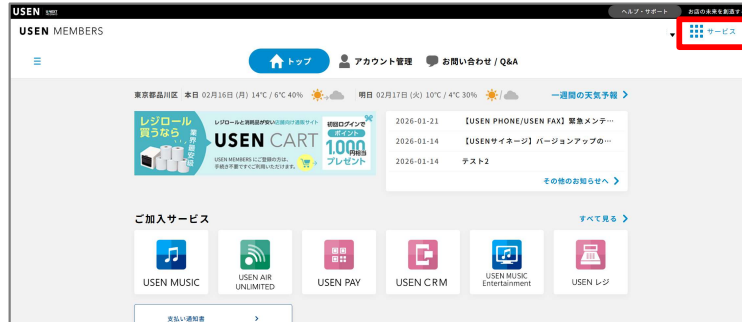 USEN
ヘルプ・サポート
お店の未来を創造す
USEN MEMBERS
サービス
トップ
アカウント管理
お問い合わせ / Q&A
東京都品川区 本日 02月16日 (月) 14℃ / 6℃ 40%
明日 02月17日 (火) 10℃ / 4℃ 30%
一週間の天気予報
レジロール
買うなら
業界最安値
レジロールと消耗品が安い店舗向け通販サイト
USEN CART
USEN MEMBERS にご登録の方は、
手続き不要ですぐご利用いただけます。
初回ログインで
ポイント
1,000円相当
プレゼント
2026-01-21 【USEN PHONE/USEN FAX】緊急メンテ…
2026-01-14 【USENサイネージ】バージョンアップの…
2026-01-14 テスト2
その他のお知らせへ
ご加入サービス
すべて見る
USEN MUSIC
USEN AIR
UNLIMITED
USEN PAY
USEN CRM
USEN MUSIC
Entertainment
USEN レジ
支払い通知書